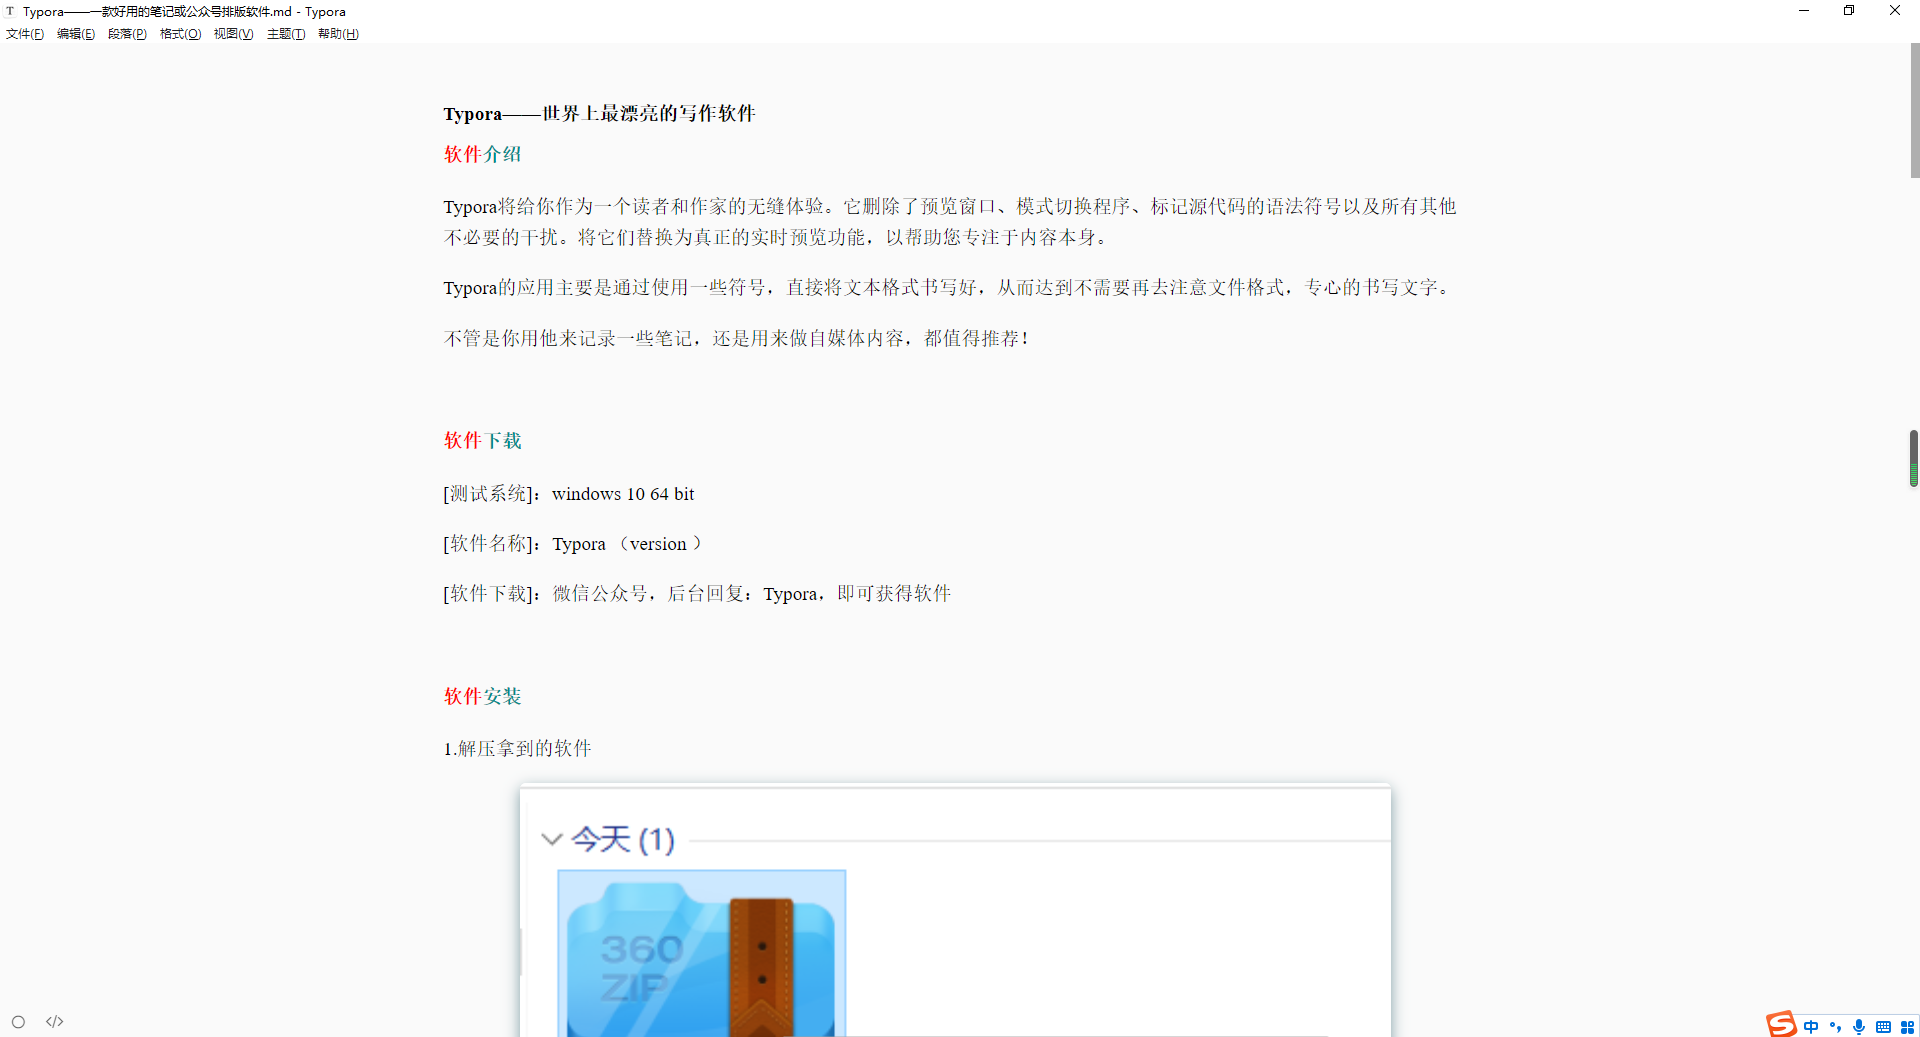 Typora——一款好用的笔记或公众号排版软件.md - Typora
文件(F) 编辑(E) 段落(P) 格式(O) 视图(V) 主题(T) 帮助(H)
Typora——世界上最漂亮的写作软件
软件介绍
Typora将给你作为一个读者和作家的无缝体验。它删除了预览窗口、模式切换程序、标记源代码的语法符号以及所有其他
不必要的干扰。将它们替换为真正的实时预览功能，以帮助您专注于内容本身。
Typora的应用主要是通过使用一些符号，直接将文本格式书写好，从而达到不需要再去注意文件格式，专心的书写文字。
不管是你用他来记录一些笔记，还是用来做自媒体内容，都值得推荐！
软件下载
[测试系统]：windows 10 64 bit
[软件名称]：Typora （version ）
[软件下载]：微信公众号，后台回复：Typora，即可获得软件
软件安装
1.解压拿到的软件
今天 (1)
360
ZIP
</>
中